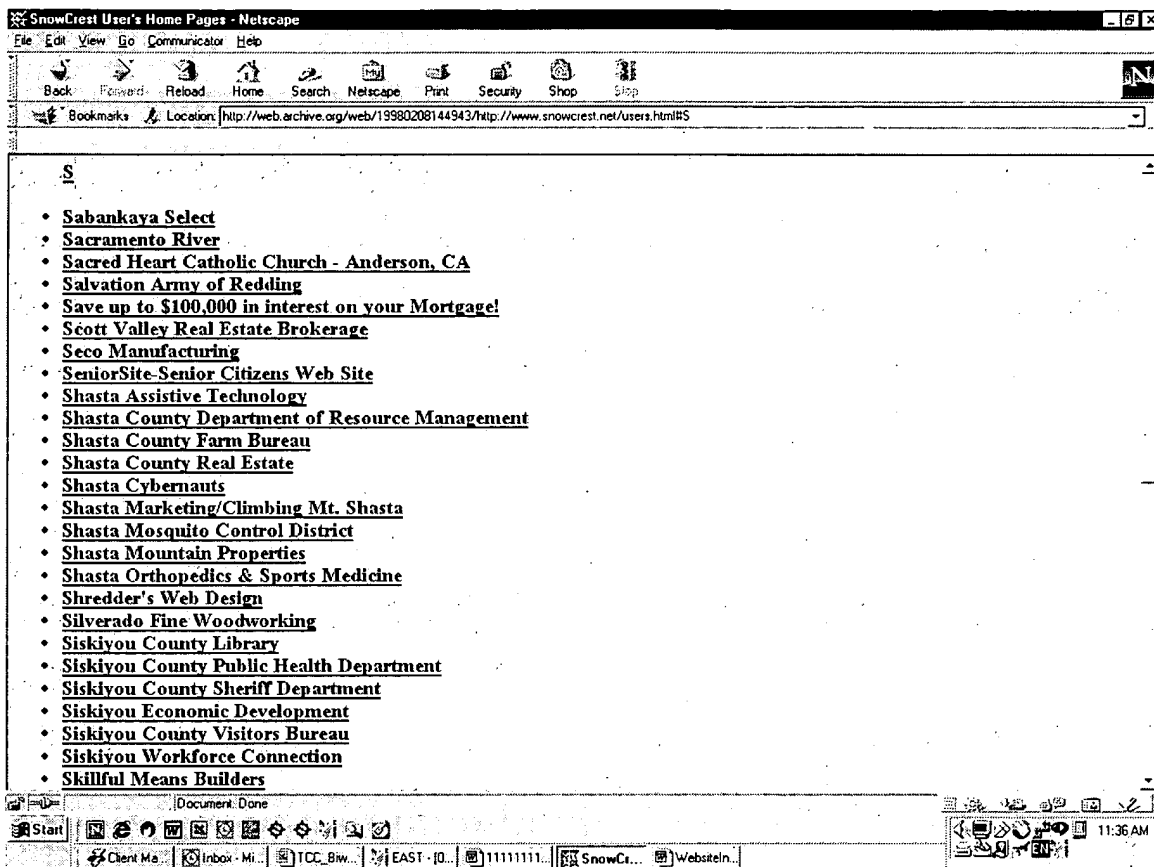 SnowCrest User's Home Pages - Netscape
File Edit View Go Communicator Help
Back Forward Reload Home Search Netscape Print Security Shop Stop
Bookmarks Location: http://web.archive.org/web/19980208144943/http://www.snowcrest.net/users.html#S
S
• Sabankaya Select
• Sacramento River
• Sacred Heart Catholic Church - Anderson, CA
• Salvation Army of Redding
• Save up to $100,000 in interest on your Mortgage!
• Scott Valley Real Estate Brokerage
• Seco Manufacturing
• SeniorSite-Senior Citizens Web Site
• Shasta Assistive Technology
• Shasta County Department of Resource Management
• Shasta County Farm Bureau
• Shasta County Real Estate
• Shasta Cybernauts
• Shasta Marketing/Climbing Mt. Shasta
• Shasta Mosquito Control District
• Shasta Mountain Properties
• Shasta Orthopedics & Sports Medicine
• Shredder's Web Design
• Silverado Fine Woodworking
• Siskiyou County Library
• Siskiyou County Public Health Department
• Siskiyou County Sheriff Department
• Siskiyou Economic Development
• Siskiyou County Visitors Bureau
• Siskiyou Workforce Connection
• Skillful Means Builders
Document: Done
Start
EN
11:36 AM
Client Ma... Inbox - Mi... TCC_Biw... EAST - [0... 11111111... SnowCr... WebsiteIn...